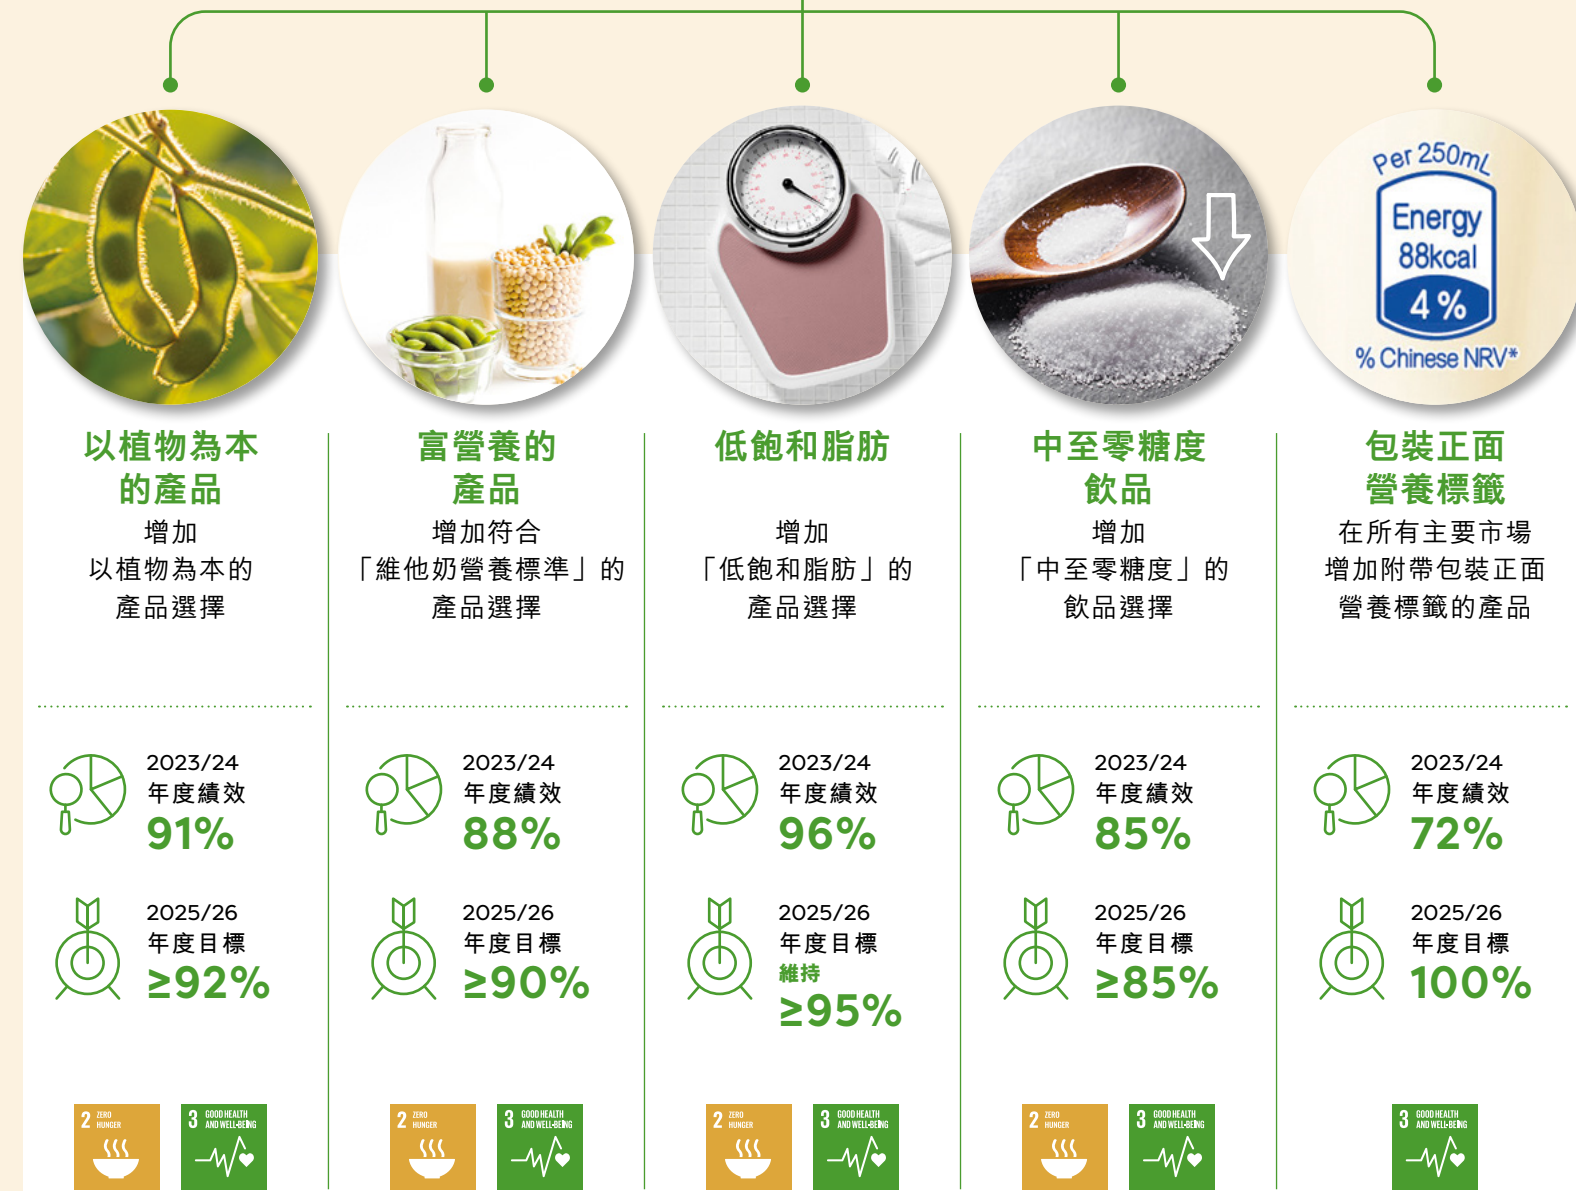 Per 250mL
Energy
88kcal
4%
% Chinese NRV*
以植物為本
的產品
增加
以植物為本的
產品選擇
2023/24
年度績效
91%
2025/26
年度目標
≥92%
2 ZERO
HUNGER
3 GOOD HEALTH
AND WELL-BEING
富營養的
產品
增加符合
「維他奶營養標準」的
產品選擇
2023/24
年度績效
88%
2025/26
年度目標
≥90%
2 ZERO
HUNGER
3 GOOD HEALTH
AND WELL-BEING
低飽和脂肪
增加
「低飽和脂肪」的
產品選擇
2023/24
年度績效
96%
2025/26
年度目標
維持
≥95%
2 ZERO
HUNGER
3 GOOD HEALTH
AND WELL-BEING
中至零糖度
飲品
增加
「中至零糖度」的
飲品選擇
2023/24
年度績效
85%
2025/26
年度目標
≥85%
2 ZERO
HUNGER
3 GOOD HEALTH
AND WELL-BEING
包裝正面
營養標籤
在所有主要市場
增加附帶包裝正面
營養標籤的產品
2023/24
年度績效
72%
2025/26
年度目標
100%
3 GOOD HEALTH
AND WELL-BEING